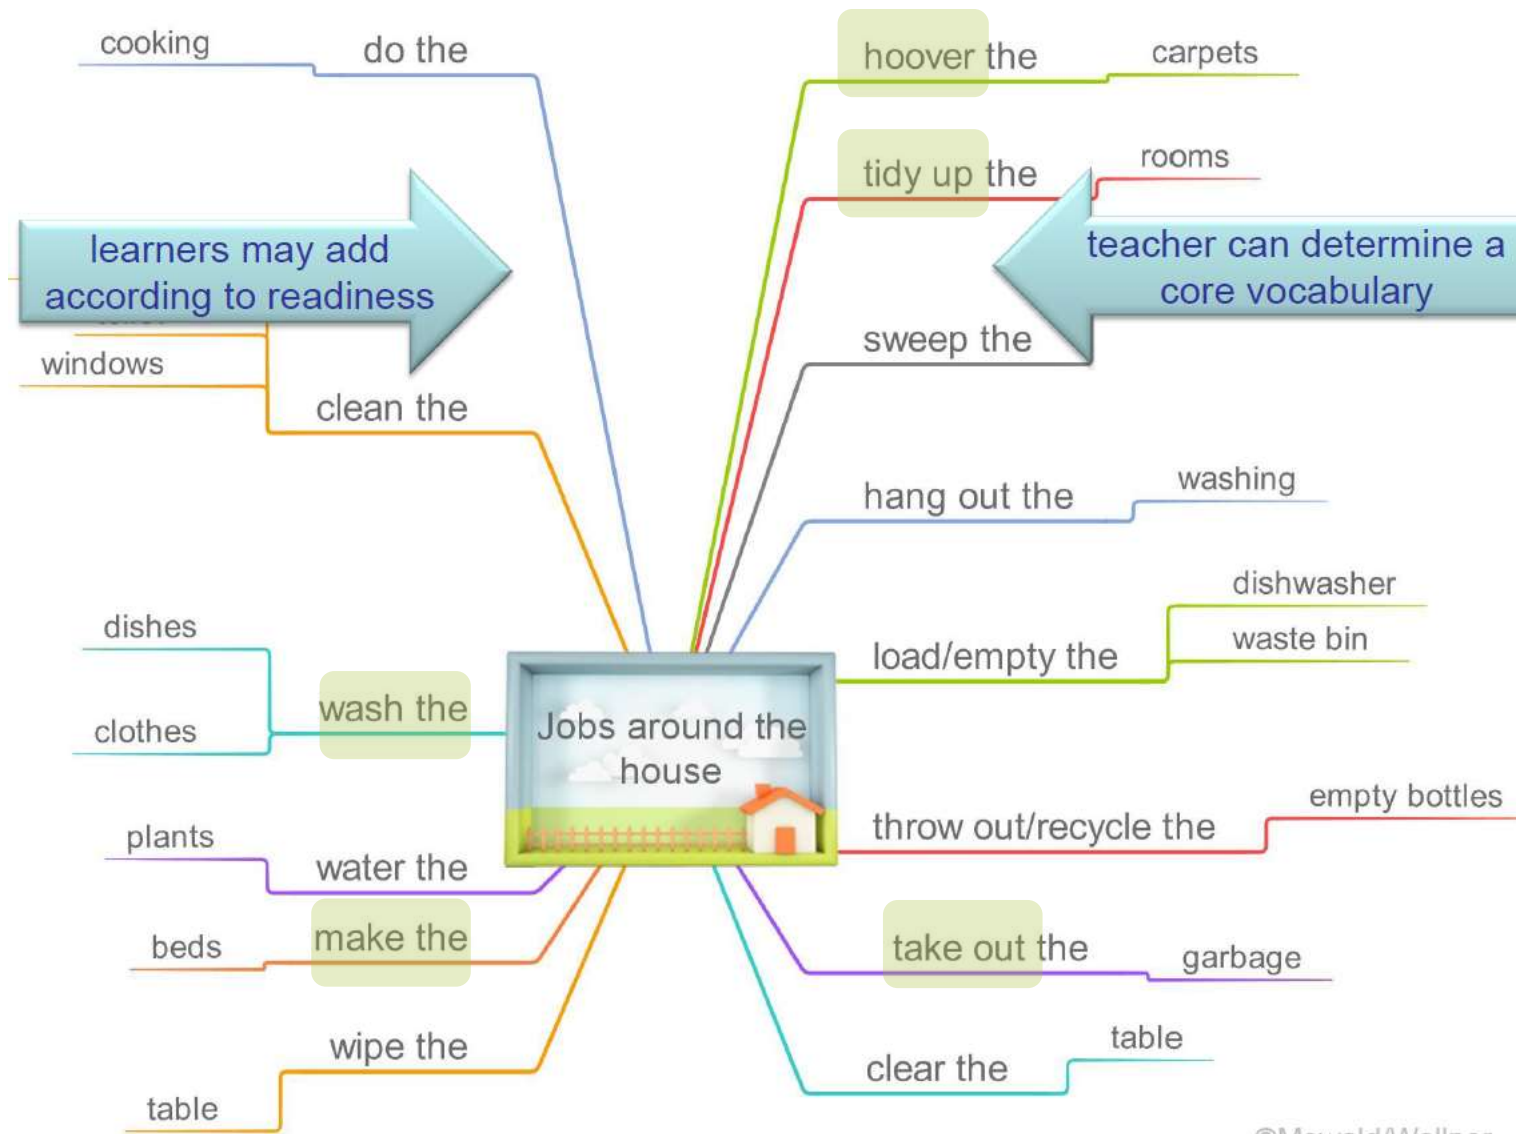 cooking
do the
hoover the
carpets
tidy up the
rooms
learners may add
according to readiness
teacher can determine a
core vocabulary
sweep the
windows
clean the
hang out the
washing
dishwasher
load/empty the
waste bin
dishes
wash the
clothes
Jobs around the
house
plants
water the
throw out/recycle the
empty bottles
beds
make the
take out the
garbage
wipe the
table
clear the
table